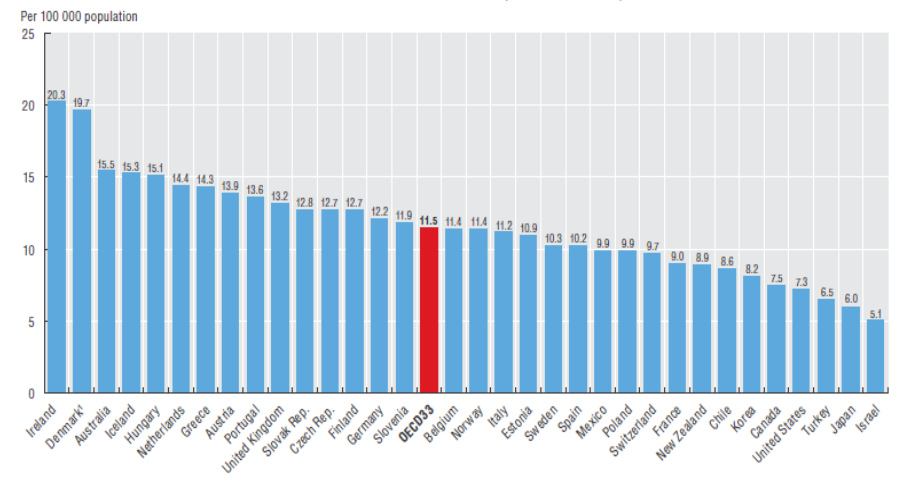 Per 100 000 population
25
20
15
10
5
0
20.3
19.7
15.5
15.3
15.1
14.4
14.3
13.9
13.6
13.2
12.8
12.7
12.7
12.2
11.9
11.5
11.4
11.4
11.2
10.9
10.3
10.2
9.9
9.9
9.7
9.0
8.9
8.6
8.2
7.5
7.3
6.5
6.0
5.1
Ireland
Denmark¹
Australia
Iceland
Hungary
Netherlands
Greece
Austria
Portugal
United Kingdom
Slovak Rep.
Czech Rep.
Finland
Germany
Slovenia
OECD33
Belgium
Norway
Italy
Estonia
Sweden
Spain
Mexico
Poland
Switzerland
France
New Zealand
Chile
Korea
Canada
United States
Turkey
Japan
Israel